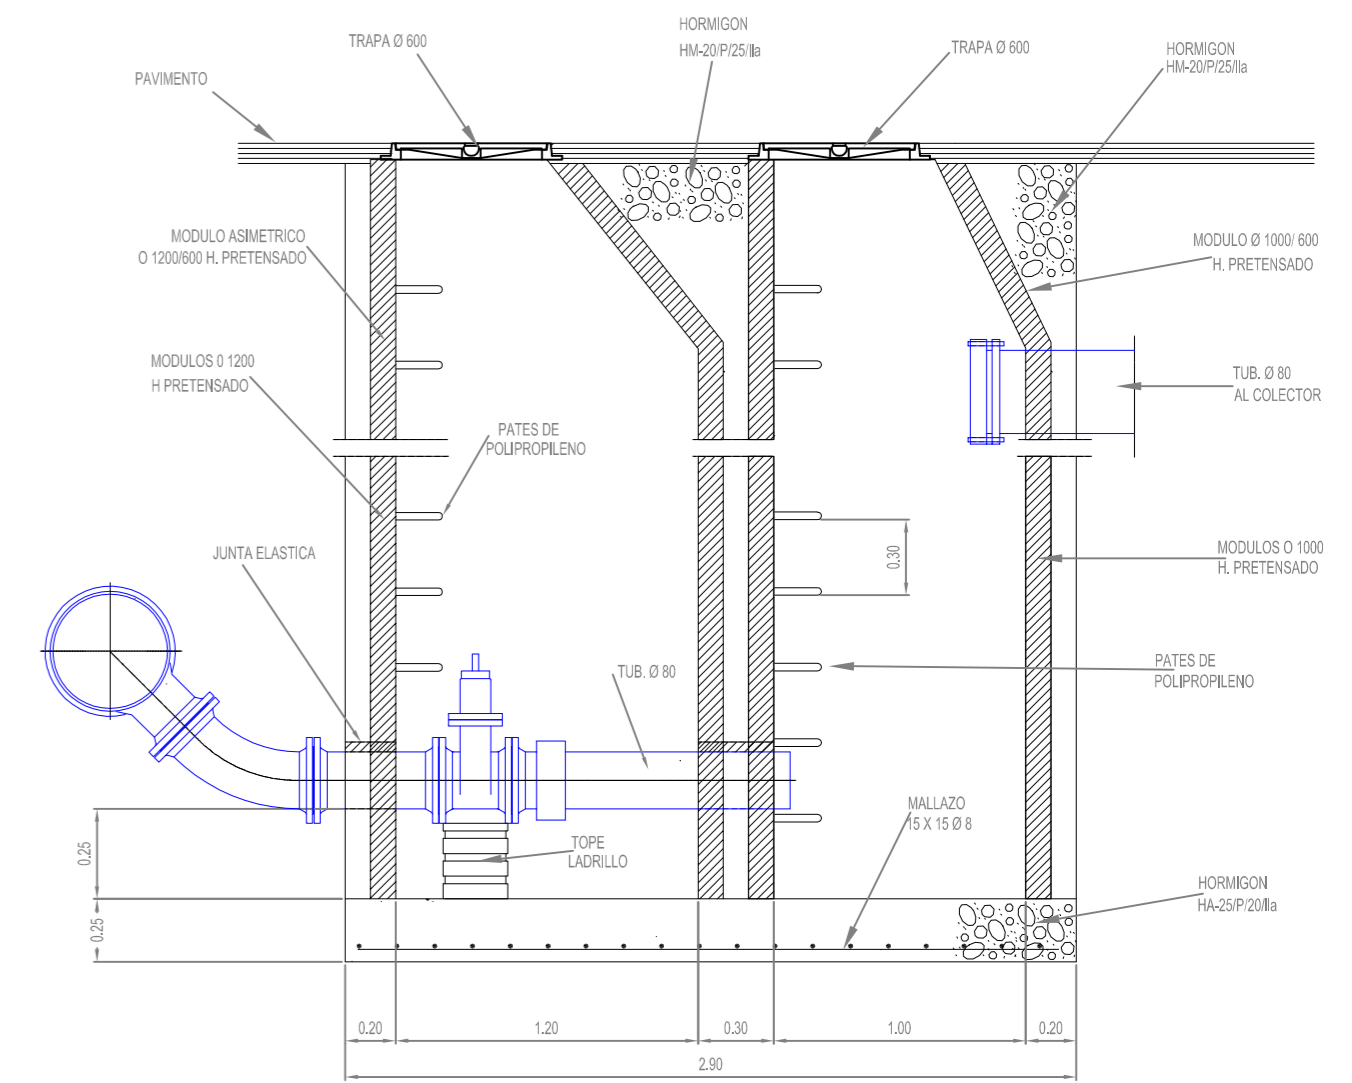 HORMIGON
HM-20/P/25/IIa
TRAPA Ø 600
TRAPA Ø 600
HORMIGON
HM-20/P/25/IIa
PAVIMENTO
MODULO ASIMETRICO
O 1200/600 H. PRETENSADO
MODULO Ø 1000/ 600
H. PRETENSADO
MODULOS 0 1200
H PRETENSADO
TUB. Ø 80
AL COLECTOR
PATES DE
POLIPROPILENO
JUNTA ELASTICA
0.30
MODULOS O 1000
H. PRETENSADO
TUB. Ø 80
PATES DE
POLIPROPILENO
MALLAZO
15 X 15 Ø 8
TOPE
LADRILLO
0.25
HORMIGON
HA-25/P/20/IIa
0.25
0.20
1.20
0.30
1.00
0.20
2.90